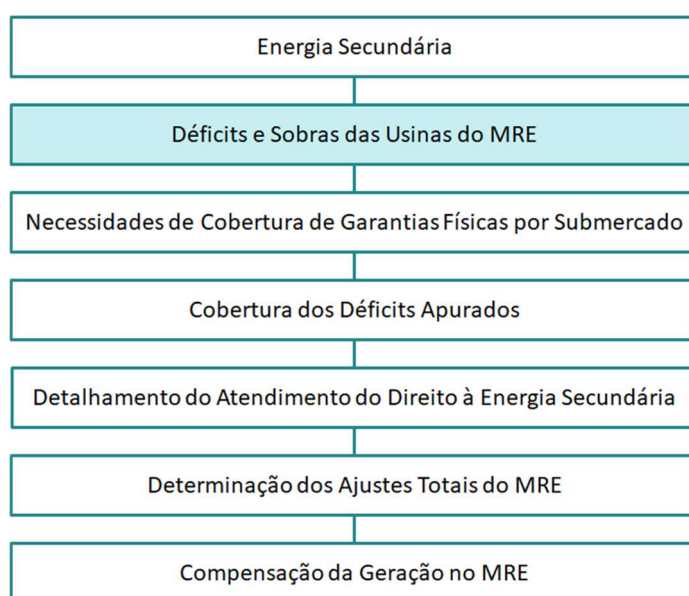 Energia Secundária
Déficits e Sobras das Usinas do MRE
Necessidades de Cobertura de Garantias Físicas por Submercado
Cobertura dos Déficits Apurados
Detalhamento do Atendimento do Direito à Energia Secundária
Determinação dos Ajustes Totais do MRE
Compensação da Geração no MRE